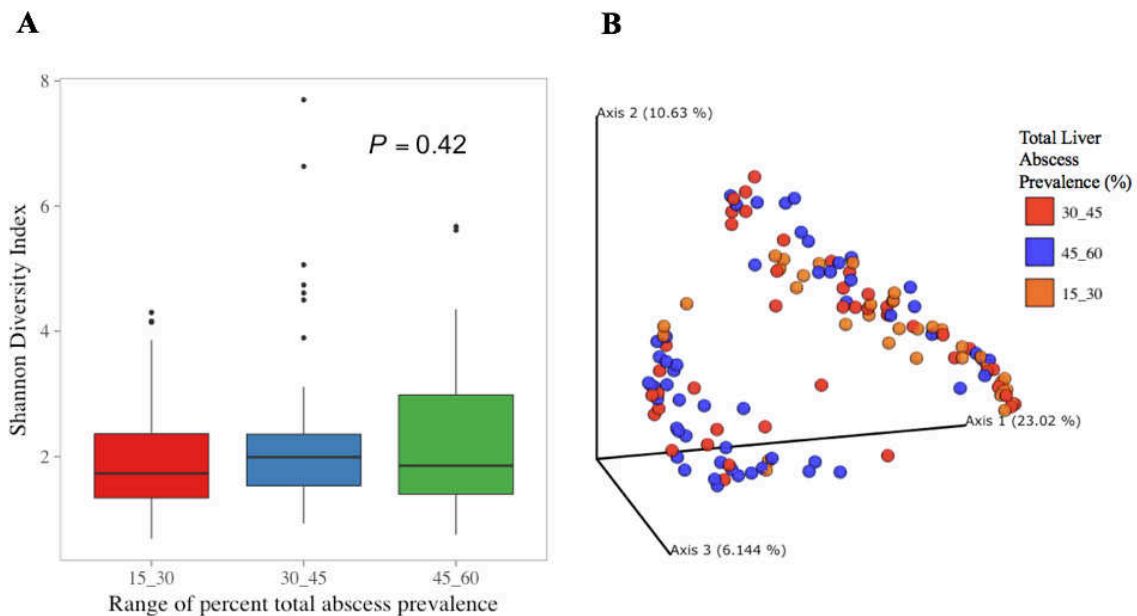 A
8
6
4
2
Shannon Diversity Index
P = 0.42
15_30
30_45
45_60
Range of percent total abscess prevalence
B
Axis 2 (10.63 %)
Axis 1 (23.02 %)
Axis 3 (6.144 %)
Total Liver
Abscess
Prevalence (%)
30_45
45_60
15_30